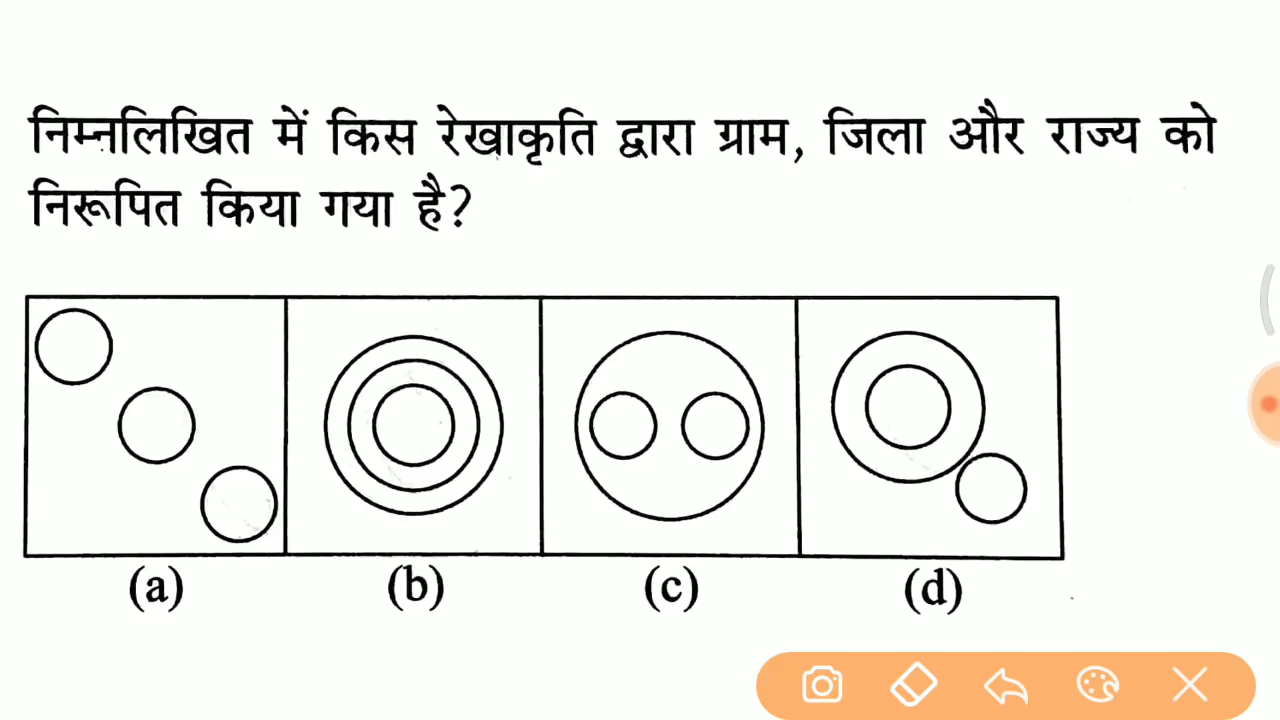 निम्नलिखित में किस रेखाकृति द्वारा ग्राम, जिला और राज्य को
निरूपित किया गया है?
(a) (b) (c) (d)